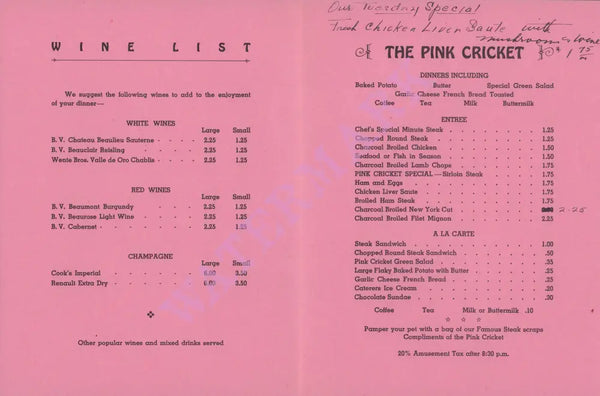 WINE LIST
We suggest the following wines to add to the enjoyment
of your dinner—
WHITE WINES
Large Small
B. V. Chateau Beaulieu Sauterne - - - - 2.25 1.25
B. V. Beauclair Reisling - - - - - - 2.25 1.25
Wente Bros. Valle de Oro Chablis - - - - 2.25 1.25
RED WINES
Large Small
B. V. Beaumont Burgundy - - - - - 2.25 1.25
B. V. Beaurose Light Wine - - - - - 2.25 1.25
B. V. Cabernet - - - - - - - 2.25 1.25
CHAMPAGNE
Large Small
Cook's Imperial - - - - - - 6.00 3.50
Renault Extra Dry - - - - - - 6.00 3.50
Other popular wines and mixed drinks served
Our Tuesday Special
Fresh Chicken Liver Saute with
mushrooms
$1.75
THE PINK CRICKET
DINNERS INCLUDING
Baked Potato Butter Special Green Salad
Garlic Cheese French Bread Toasted
Coffee Tea Milk Buttermilk
ENTREE
Chef's Special Minute Steak - - - - - - - 1.25
Chopped Round Steak - - - - - - - - 1.25
Charcoal Broiled Chicken - - - - - - - 1.50
Seafood or Fish in Season - - - - - - - 1.50
Charcoal Broiled Lamb Chops - - - - - - 1.75
PINK CRICKET SPECIAL—Sirloin Steak - - - - 1.75
Ham and Eggs - - - - - - - - - 1.75
Chicken Liver Saute - - - - - - - - 1.75
Broiled Ham Steak - - - - - - - - 1.75
Charcoal Broiled New York Cut - - - - - - 2.25
Charcoal Broiled Filet Mignon - - - - - - 2.25
A LA CARTE
Steak Sandwich - - - - - - - - - 1.00
Chopped Round Steak Sandwich - - - - - - .50
Pink Cricket Green Salad - - - - - - - .35
Large Flaky Baked Potato with Butter - - - - - .25
Garlic Cheese French Bread - - - - - - - .25
Caterers Ice Cream - - - - - - - - .20
Chocolate Sundae - - - - - - - - .30
Coffee Tea Milk or Buttermilk .10
Pamper your pet with a bag of our Famous Steak scraps
Compliments of the Pink Cricket
20% Amusement Tax after 8:30 p.m.
WATERMARK